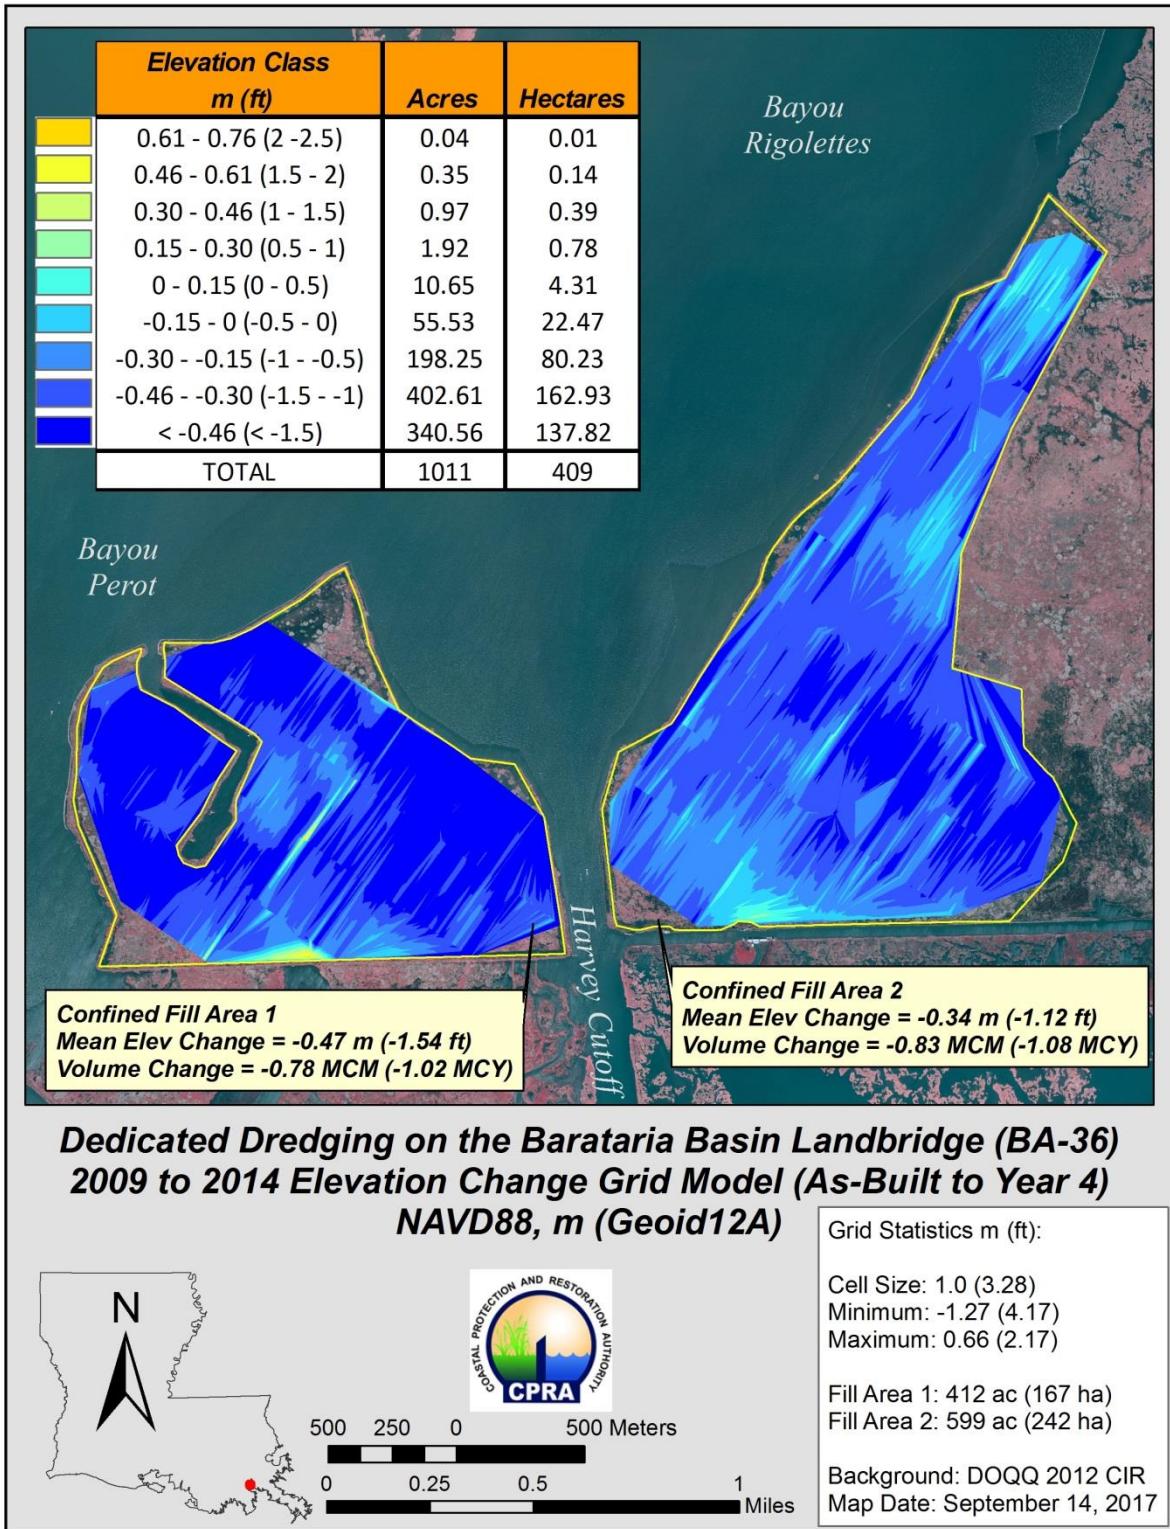 Elevation Class
m (ft) Acres Hectares
0.61 - 0.76 (2 -2.5) 0.04 0.01
0.46 - 0.61 (1.5 - 2) 0.35 0.14
0.30 - 0.46 (1 - 1.5) 0.97 0.39
0.15 - 0.30 (0.5 - 1) 1.92 0.78
0 - 0.15 (0 - 0.5) 10.65 4.31
-0.15 - 0 (-0.5 - 0) 55.53 22.47
-0.30 - -0.15 (-1 - -0.5) 198.25 80.23
-0.46 - -0.30 (-1.5 - -1) 402.61 162.93
< -0.46 (< -1.5) 340.56 137.82
TOTAL 1011 409
Bayou
Rigolettes
Bayou
Perot
Harvey Cutoff
Confined Fill Area 1
Mean Elev Change = -0.47 m (-1.54 ft)
Volume Change = -0.78 MCM (-1.02 MCY)
Confined Fill Area 2
Mean Elev Change = -0.34 m (-1.12 ft)
Volume Change = -0.83 MCM (-1.08 MCY)
Dedicated Dredging on the Barataria Basin Landbridge (BA-36)
2009 to 2014 Elevation Change Grid Model (As-Built to Year 4)
NAVD88, m (Geoid12A)
N
COASTAL PROTECTION AND RESTORATION AUTHORITY
CPRA
500 250 0 500 Meters
0 0.25 0.5 1
Miles
Grid Statistics m (ft):
Cell Size: 1.0 (3.28)
Minimum: -1.27 (4.17)
Maximum: 0.66 (2.17)
Fill Area 1: 412 ac (167 ha)
Fill Area 2: 599 ac (242 ha)
Background: DOQQ 2012 CIR
Map Date: September 14, 2017